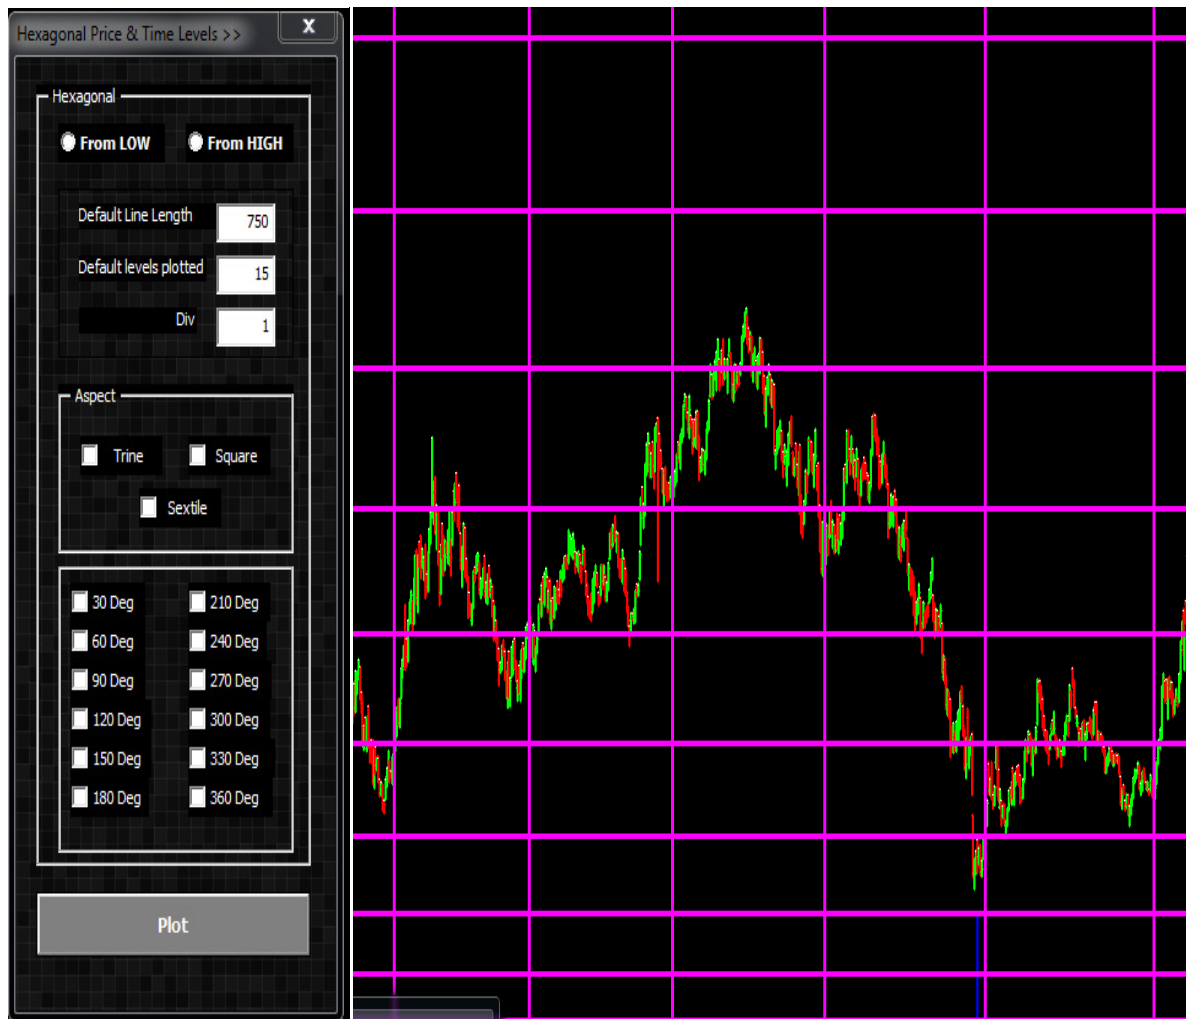 Hexagonal Price & Time Levels >>
X
Hexagonal
From LOW From HIGH
Default Line Length 750
Default levels plotted 15
Div 1
Aspect
Trine Square
Sextile
30 Deg 210 Deg
60 Deg 240 Deg
90 Deg 270 Deg
120 Deg 300 Deg
150 Deg 330 Deg
180 Deg 360 Deg
Plot